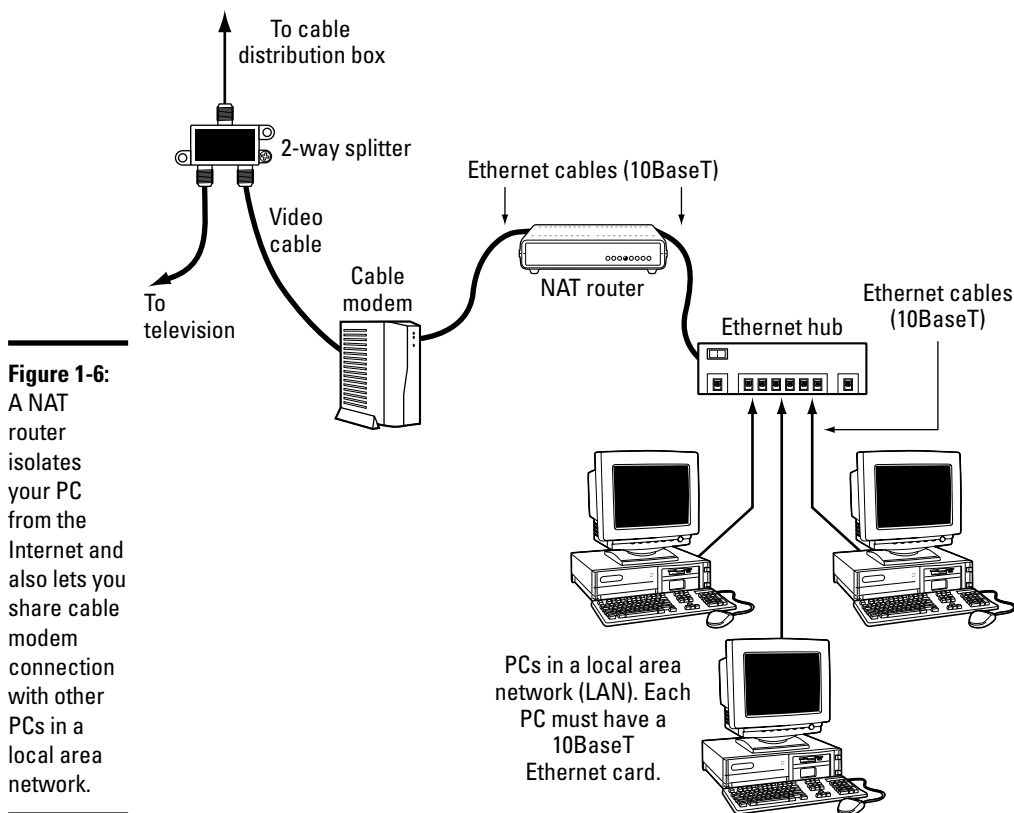 To cable
distribution box
2-way splitter
Ethernet cables (10BaseT)
Video
cable
Cable
modem
NAT router
To
television
Ethernet hub
Ethernet cables
(10BaseT)
Figure 1-6:
A NAT
router
isolates
your PC
from the
Internet and
also lets you
share cable
modem
connection
with other
PCs in a
local area
network.
PCs in a local area
network (LAN). Each
PC must have a
10BaseT
Ethernet card.